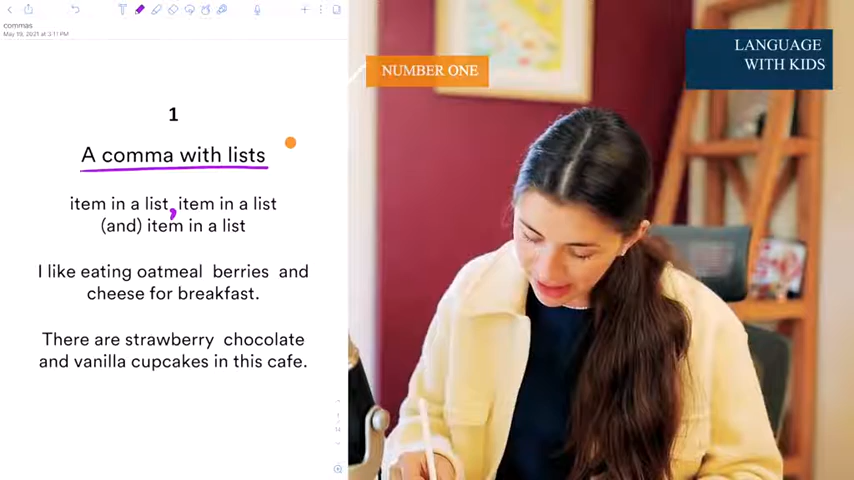 commas
May 19, 2021 at 3:11 PM
NUMBER ONE
LANGUAGE
WITH KIDS
1
A comma with lists
item in a list, item in a list
(and) item in a list
I like eating oatmeal berries and
cheese for breakfast.
There are strawberry chocolate
and vanilla cupcakes in this cafe.